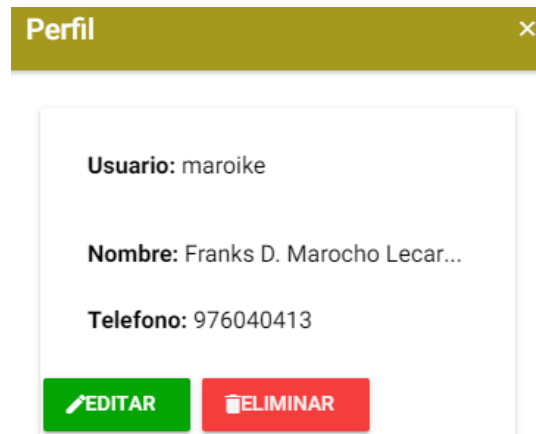 Perfil
Usuario: maroike
Nombre: Franks D. Marocho Lecar...
Telefono: 976040413
EDITAR ELIMINAR